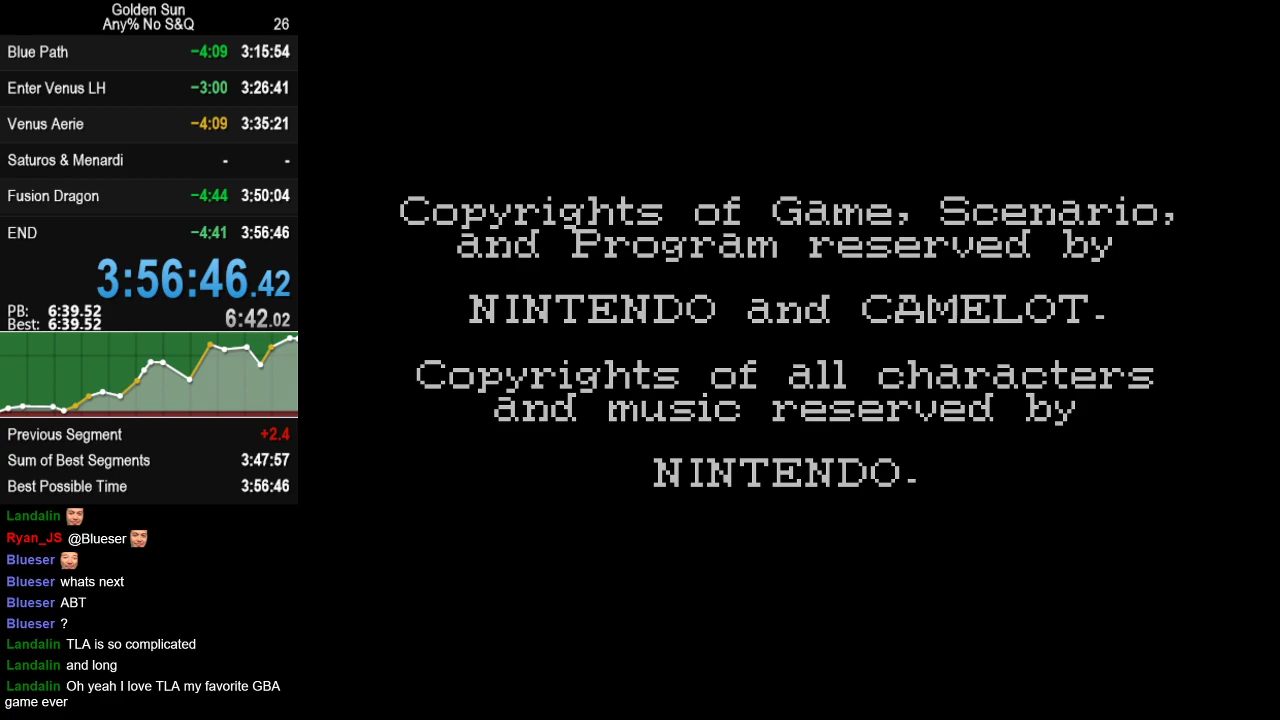 Golden Sun
Any% No S&Q 26
Blue Path −4:09 3:15:54
Enter Venus LH −3:00 3:26:41
Venus Aerie −4:09 3:35:21
Saturos & Menardi - -
Fusion Dragon −4:44 3:50:04
END −4:41 3:56:46
3:56:46.42
PB: 6:39.52
Best: 6:39.52
6:42.02
Previous Segment +2.4
Sum of Best Segments 3:47:57
Best Possible Time 3:56:46
Landalin
Ryan_JS @Blueser
Blueser
Blueser whats next
Blueser ABT
Blueser ?
Landalin TLA is so complicated
Landalin and long
Landalin Oh yeah I love TLA my favorite GBA
game ever
Copyrights of Game, Scenario,
and Program reserved by
NINTENDO and CAMELOT.
Copyrights of all characters
and music reserved by
NINTENDO.